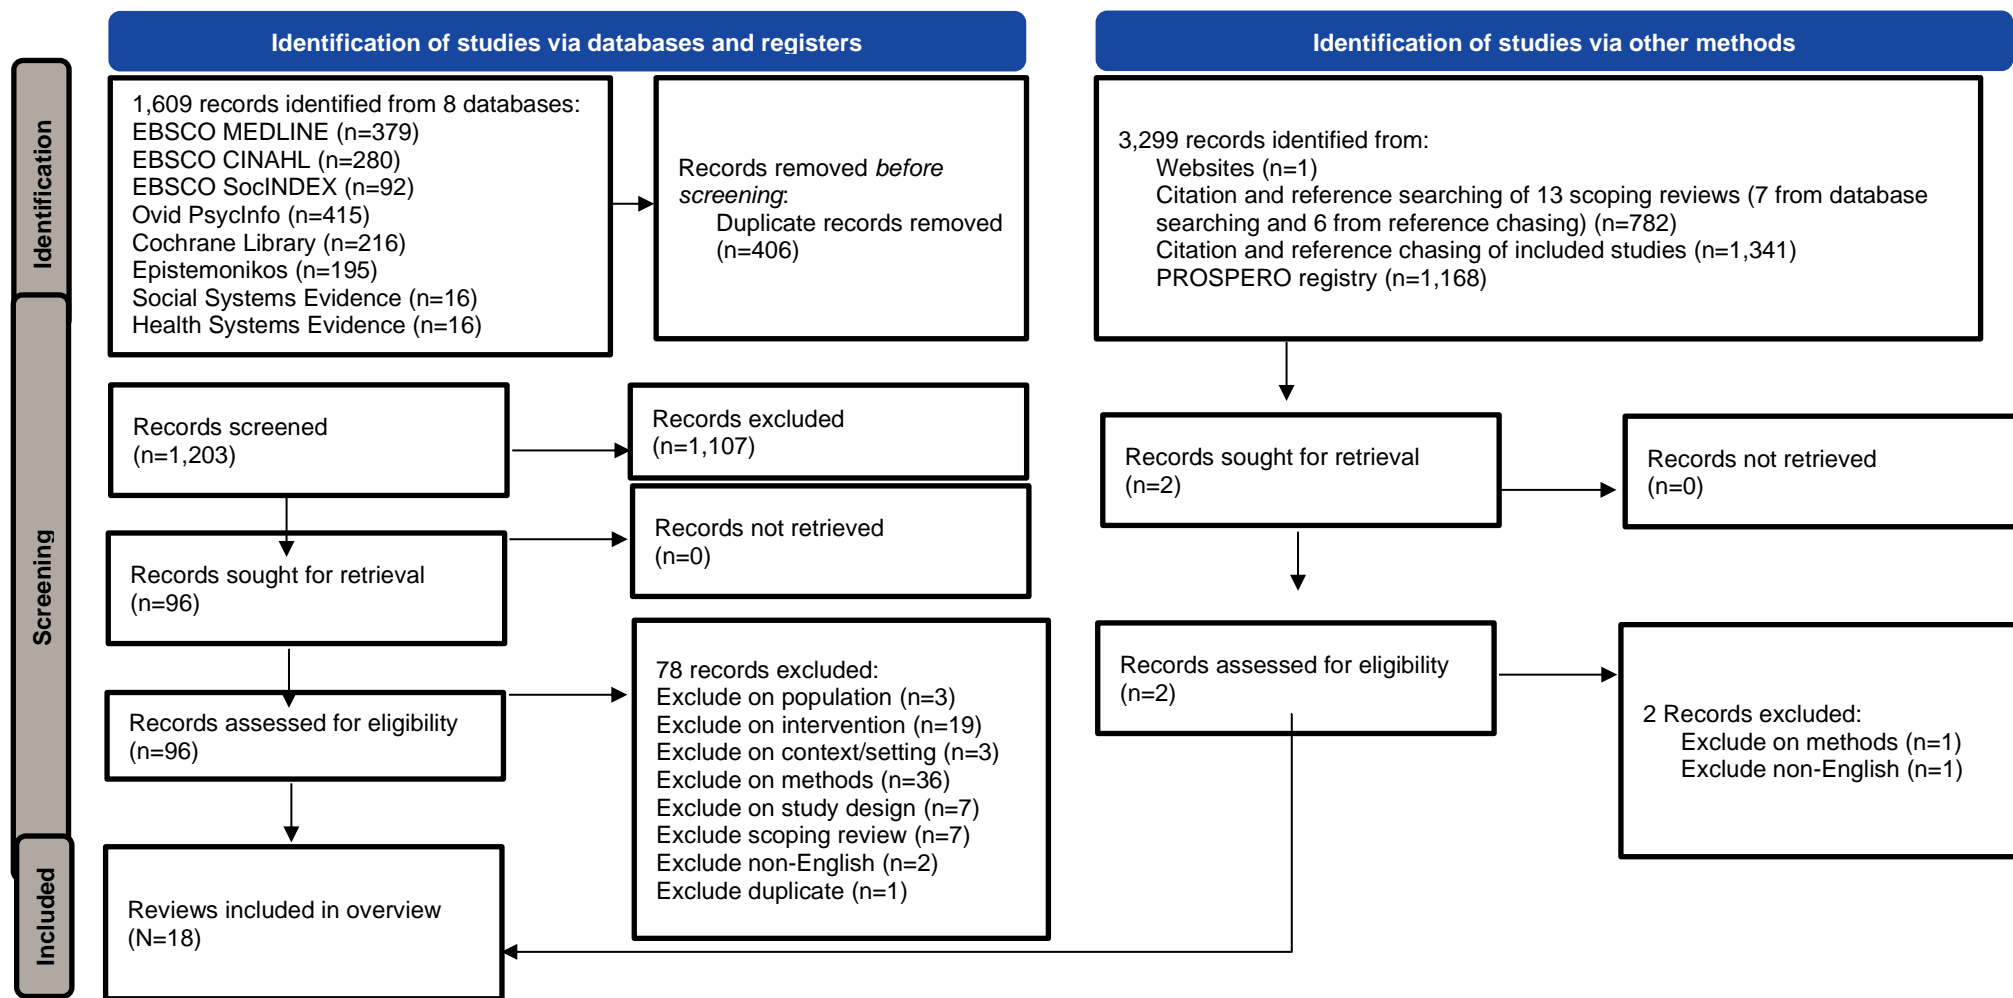 Identification of studies via databases and registers
Identification of studies via other methods
Identification
1,609 records identified from 8 databases:
EBSCO MEDLINE (n=379)
EBSCO CINAHL (n=280)
EBSCO SocINDEX (n=92)
Ovid PsycInfo (n=415)
Cochrane Library (n=216)
Epistemonikos (n=195)
Social Systems Evidence (n=16)
Health Systems Evidence (n=16)
Records removed before
screening:
Duplicate records removed
(n=406)
3,299 records identified from:
Websites (n=1)
Citation and reference searching of 13 scoping reviews (7 from database
searching and 6 from reference chasing) (n=782)
Citation and reference chasing of included studies (n=1,341)
PROSPERO registry (n=1,168)
Screening
Records screened
(n=1,203)
Records excluded
(n=1,107)
Records sought for retrieval
(n=96)
Records not retrieved
(n=0)
Records assessed for eligibility
(n=96)
78 records excluded:
Exclude on population (n=3)
Exclude on intervention (n=19)
Exclude on context/setting (n=3)
Exclude on methods (n=36)
Exclude on study design (n=7)
Exclude scoping review (n=7)
Exclude non-English (n=2)
Exclude duplicate (n=1)
Records sought for retrieval
(n=2)
Records not retrieved
(n=0)
Records assessed for eligibility
(n=2)
2 Records excluded:
Exclude on methods (n=1)
Exclude non-English (n=1)
Included
Reviews included in overview
(N=18)